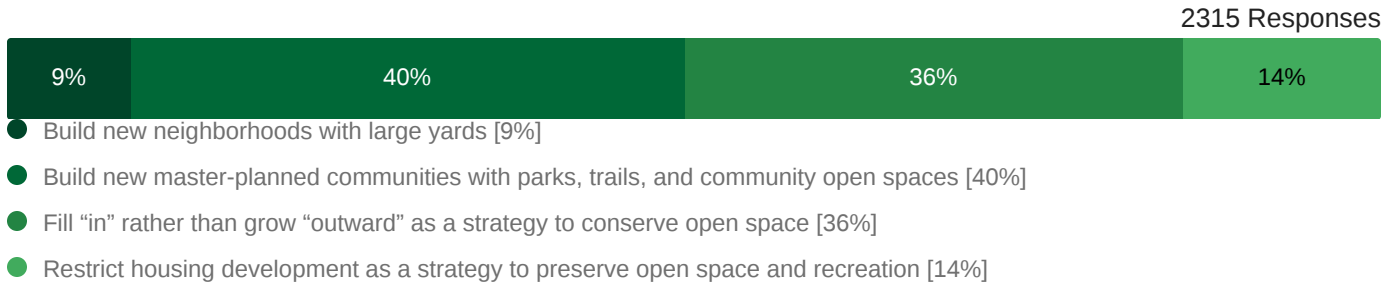 2315 Responses
9% 40% 36% 14%
Build new neighborhoods with large yards [9%]
Build new master-planned communities with parks, trails, and community open spaces [40%]
Fill “in” rather than grow “outward” as a strategy to conserve open space [36%]
Restrict housing development as a strategy to preserve open space and recreation [14%]